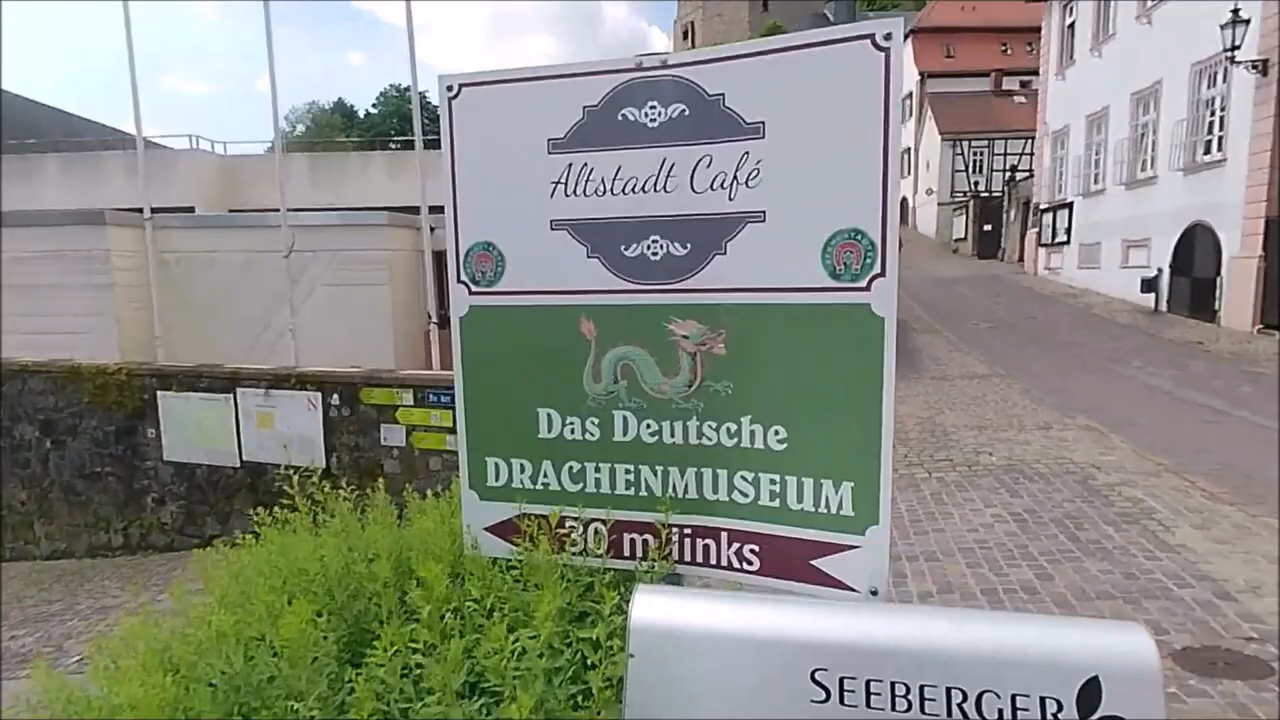 Altstadt Café
Das Deutsche
DRACHENMUSEUM
30 m links
SEEBERGER